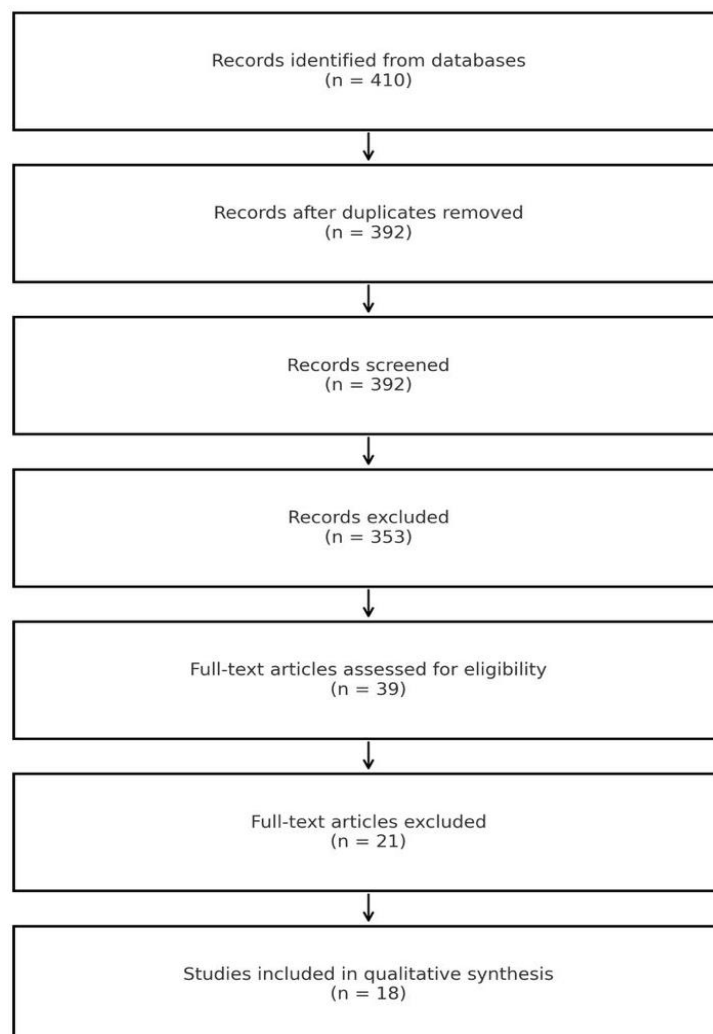 Records identified from databases
(n = 410)
Records after duplicates removed
(n = 392)
Records screened
(n = 392)
Records excluded
(n = 353)
Full-text articles assessed for eligibility
(n = 39)
Full-text articles excluded
(n = 21)
Studies included in qualitative synthesis
(n = 18)